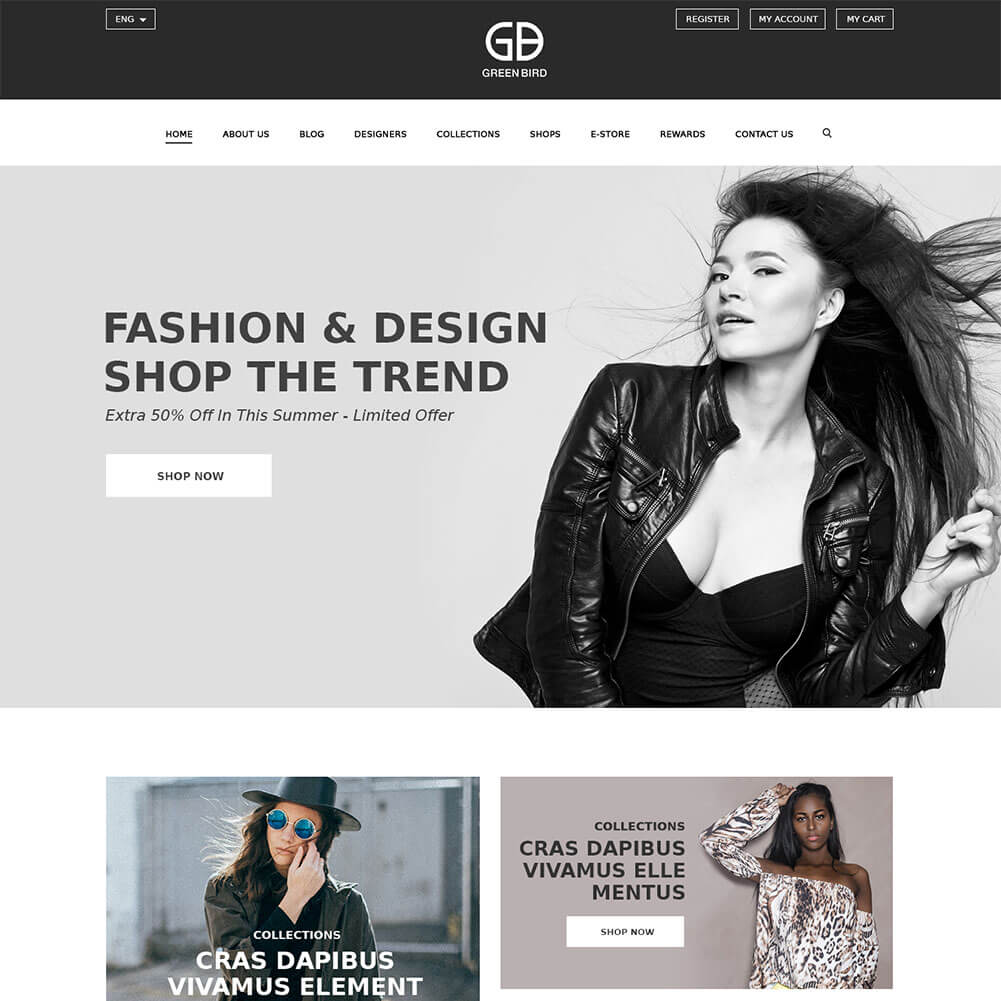 ENG
REGISTER
MY ACCOUNT
MY CART
GB
GREEN BIRD
HOME
ABOUT US
BLOG
DESIGNERS
COLLECTIONS
SHOPS
E-STORE
REWARDS
CONTACT US
FASHION & DESIGN
SHOP THE TREND
Extra 50% Off In This Summer - Limited Offer
SHOP NOW
COLLECTIONS
CRAS DAPIBUS
VIVAMUS ELEMENT
COLLECTIONS
CRAS DAPIBUS
VIVAMUS ELLE
MENTUS
SHOP NOW